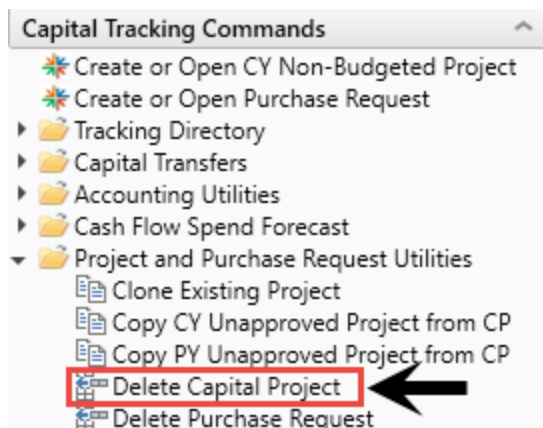 Capital Tracking Commands
Create or Open CY Non-Budgeted Project
Create or Open Purchase Request
Tracking Directory
Capital Transfers
Accounting Utilities
Cash Flow Spend Forecast
Project and Purchase Request Utilities
Clone Existing Project
Copy CY Unapproved Project from CP
Copy PY Unapproved Project from CP
Delete Capital Project
Delete Purchase Request